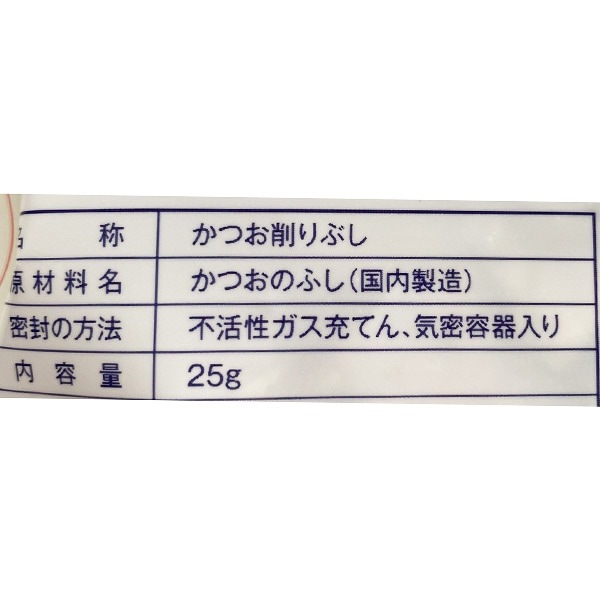 名称 かつお削りぶし
原材料名 かつおのふし(国内製造)
密封の方法 不活性ガス充てん、気密容器入り
内容量 25g